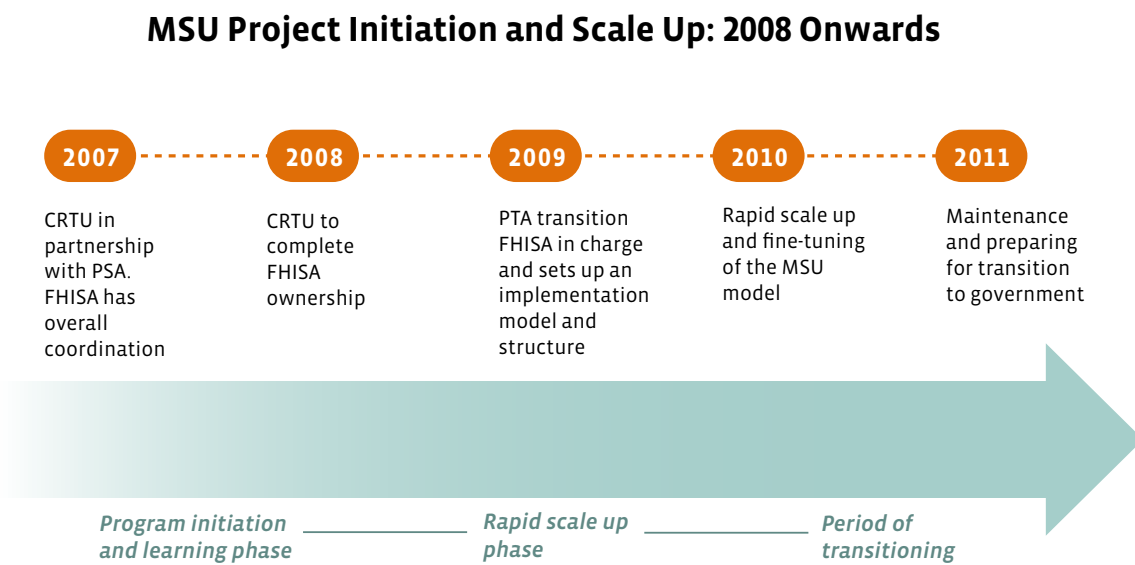 MSU Project Initiation and Scale Up: 2008 Onwards
2007
2008
2009
2010
2011
CRTU in
partnership
with PSA.
FHISA has
overall
coordination
CRTU to
complete
FHISA
ownership
PTA transition
FHISA in charge
and sets up an
implementation
model and
structure
Rapid scale up
and fine-tuning
of the MSU
model
Maintenance
and preparing
for transition
to government
Program initiation
and learning phase
Rapid scale up
phase
Period of
transitioning